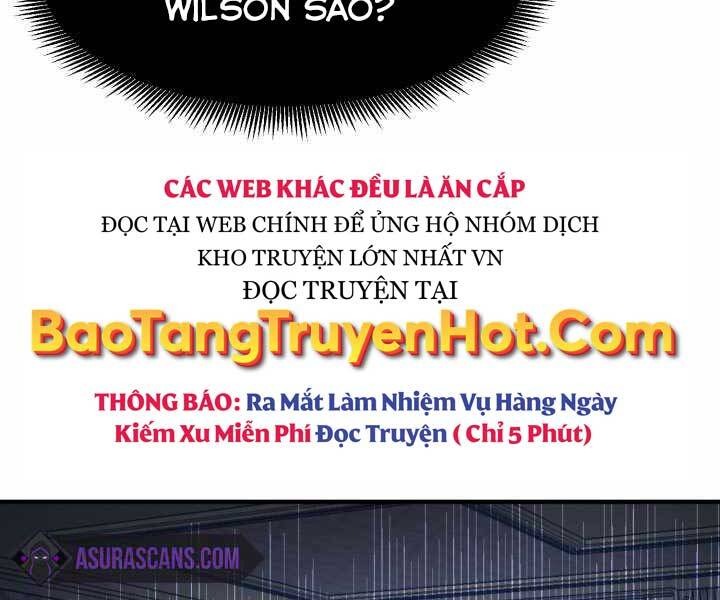 WILSON SAO?
CÁC WEB KHÁC ĐỀU LÀ ĂN CẮP
ĐỌC TẠI WEB CHÍNH ĐỂ ỦNG HỘ NHÓM DỊCH
KHO TRUYỆN LỚN NHẤT VN
ĐỌC TRUYỆN TẠI
BaoTangTruyenHot.Com
THÔNG BÁO: Ra Mắt Làm Nhiệm Vụ Hàng Ngày
Kiếm Xu Miễn Phí Đọc Truyện ( Chỉ 5 Phút)
ASURASCANS.COM